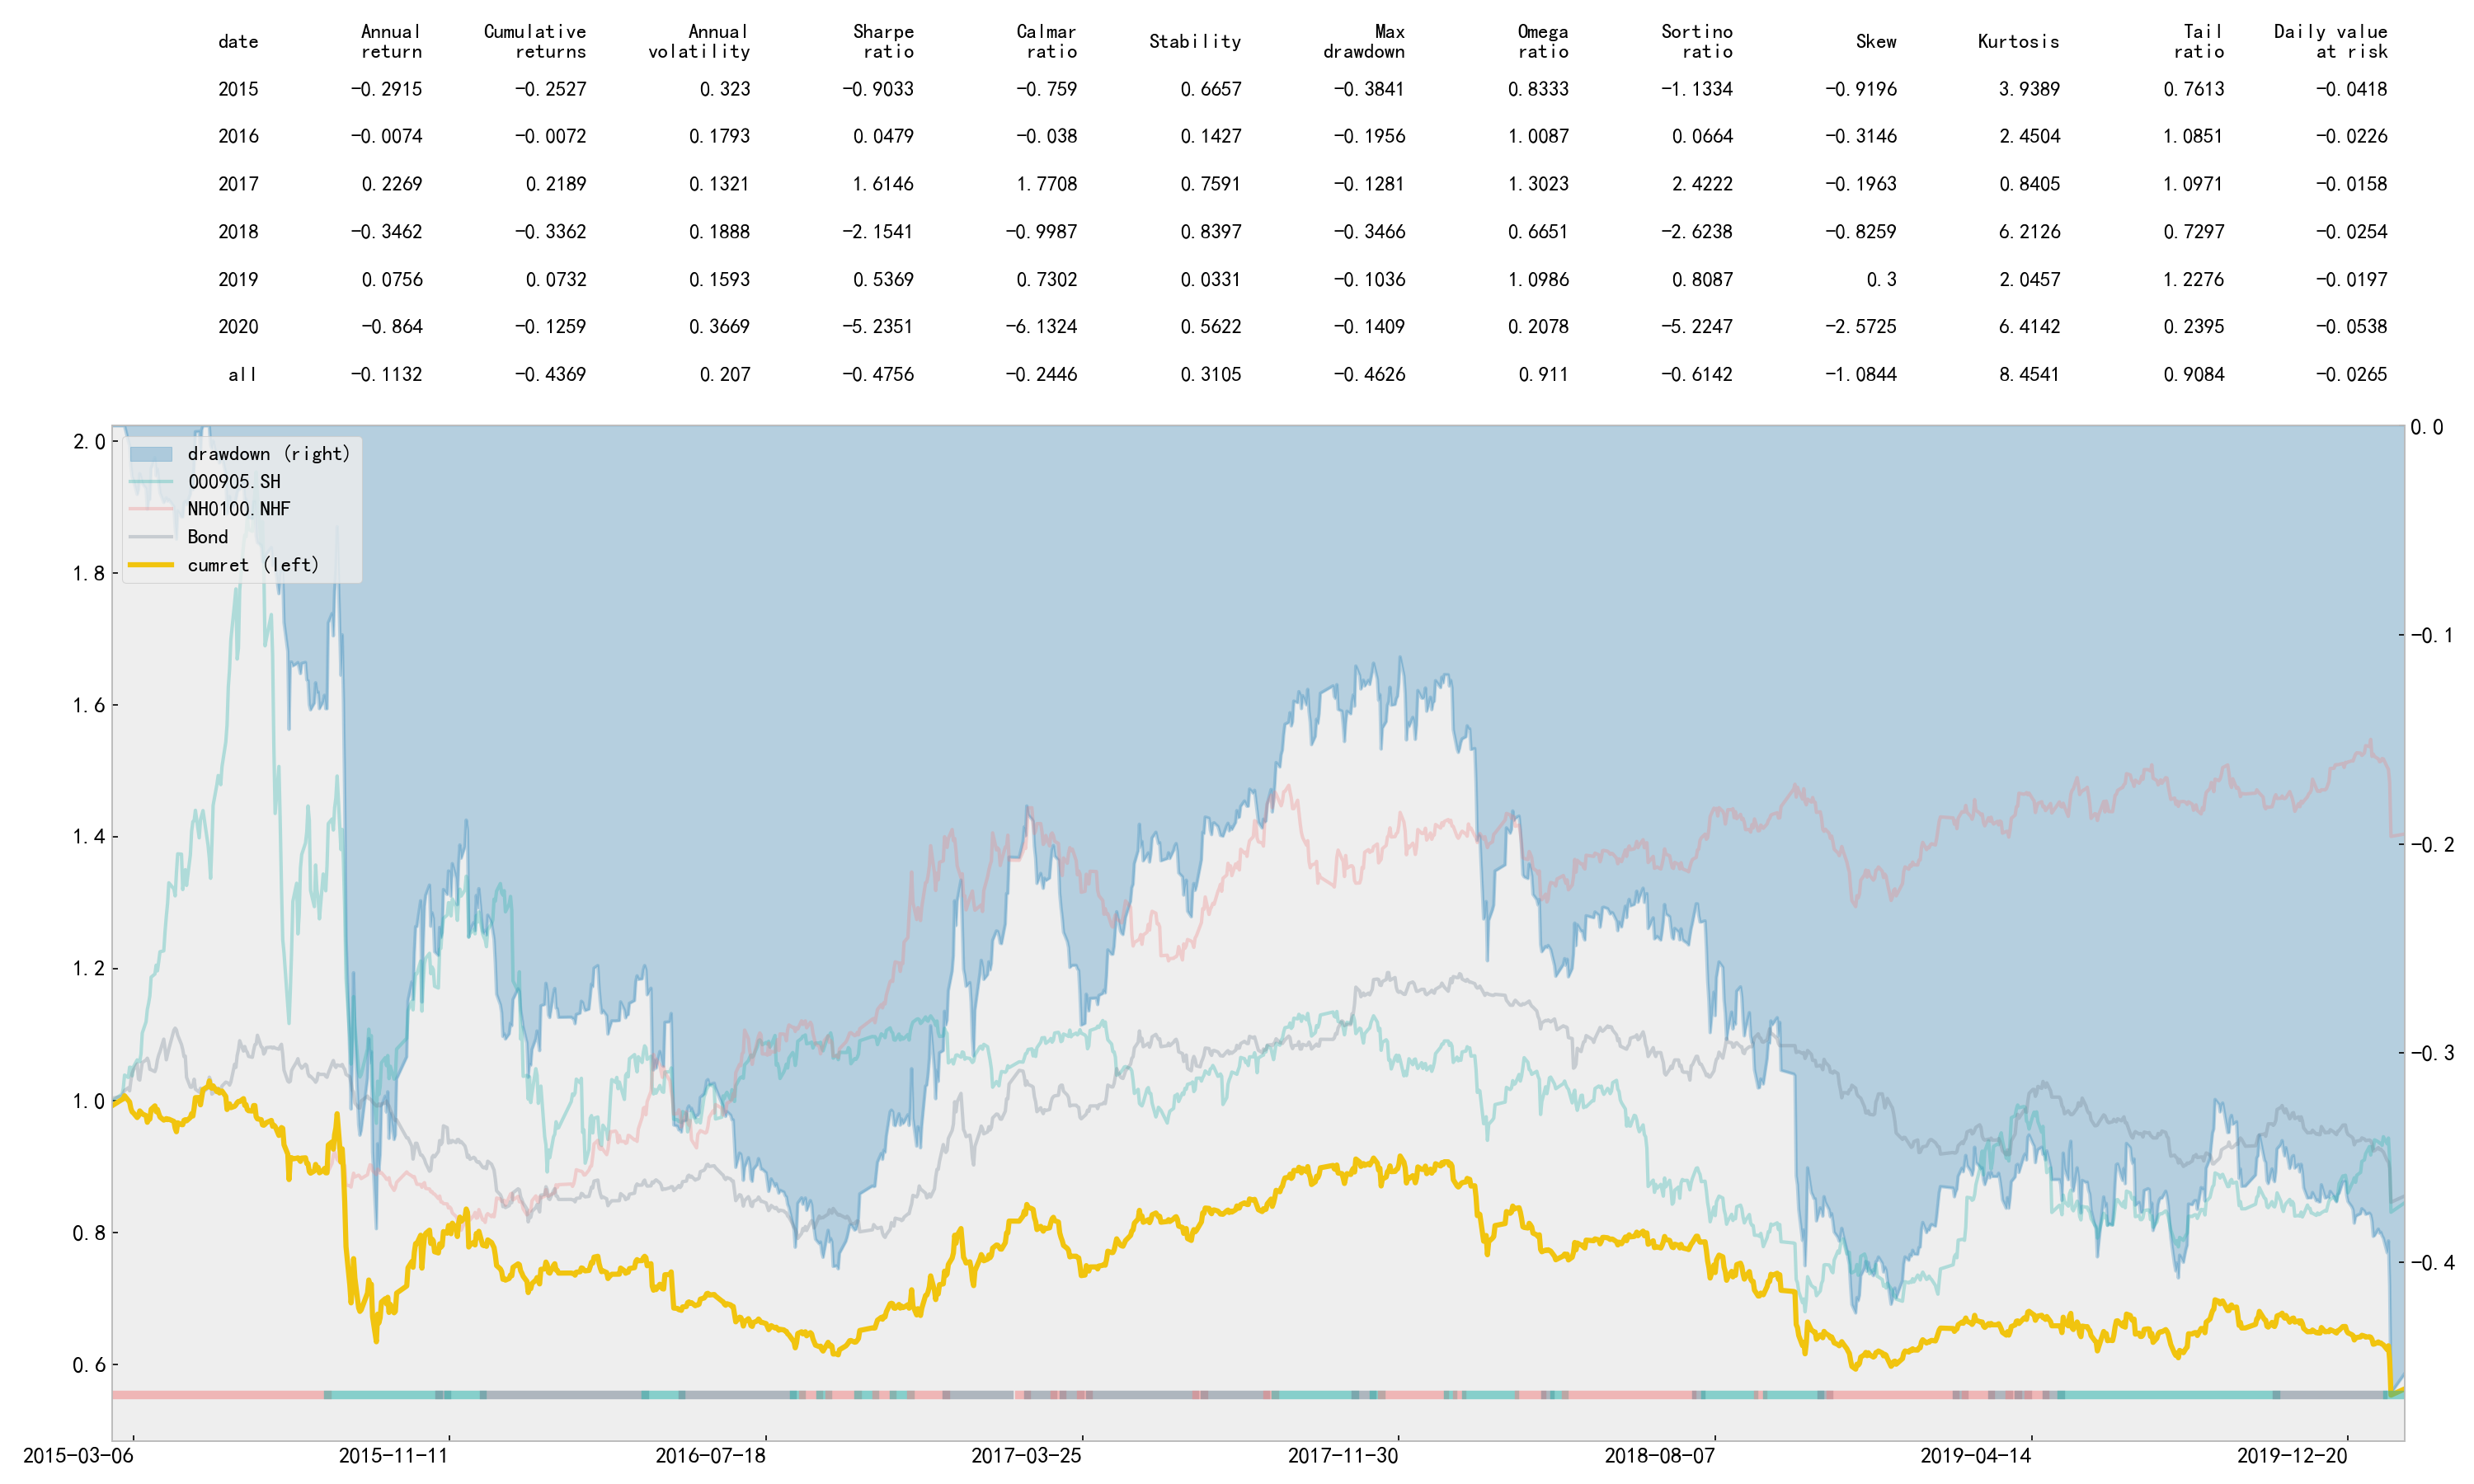 date Annual return Cumulative returns Annual volatility Sharpe ratio Calmar ratio Stability Max drawdown Omega ratio Sortino ratio Skew Kurtosis Tail ratio Daily value at risk
2015 -0.2915 -0.2527 0.323 -0.9033 -0.759 0.6657 -0.3841 0.8333 -1.1334 -0.9196 3.9389 0.7613 -0.0418
2016 -0.0074 -0.0072 0.1793 0.0479 -0.038 0.1427 -0.1956 1.0087 0.0664 -0.3146 2.4504 1.0851 -0.0226
2017 0.2269 0.2189 0.1321 1.6146 1.7708 0.7591 -0.1281 1.3023 2.4222 -0.1963 0.8405 1.0971 -0.0158
2018 -0.3462 -0.3362 0.1888 -2.1541 -0.9987 0.8397 -0.3466 0.6651 -2.6238 -0.8259 6.2126 0.7297 -0.0254
2019 0.0756 0.0732 0.1593 0.5369 0.7302 0.0331 -0.1036 1.0986 0.8087 0.3 2.0457 1.2276 -0.0197
2020 -0.864 -0.1259 0.3669 -5.2351 -6.1324 0.5622 -0.1409 0.2078 -5.2247 -2.5725 6.4142 0.2395 -0.0538
all -0.1132 -0.4369 0.207 -0.4756 -0.2446 0.3105 -0.4626 0.911 -0.6142 -1.0844 8.4541 0.9084 -0.0265
2.0
1.8
1.6
1.4
1.2
1.0
0.8
0.6
drawdown (right)
000905.SH
NH0100.NHF
Bond
cumret (left)
0.0
-0.1
-0.2
-0.3
-0.4
2015-03-06 2015-11-11 2016-07-18 2017-03-25 2017-11-30 2018-08-07 2019-04-14 2019-12-20